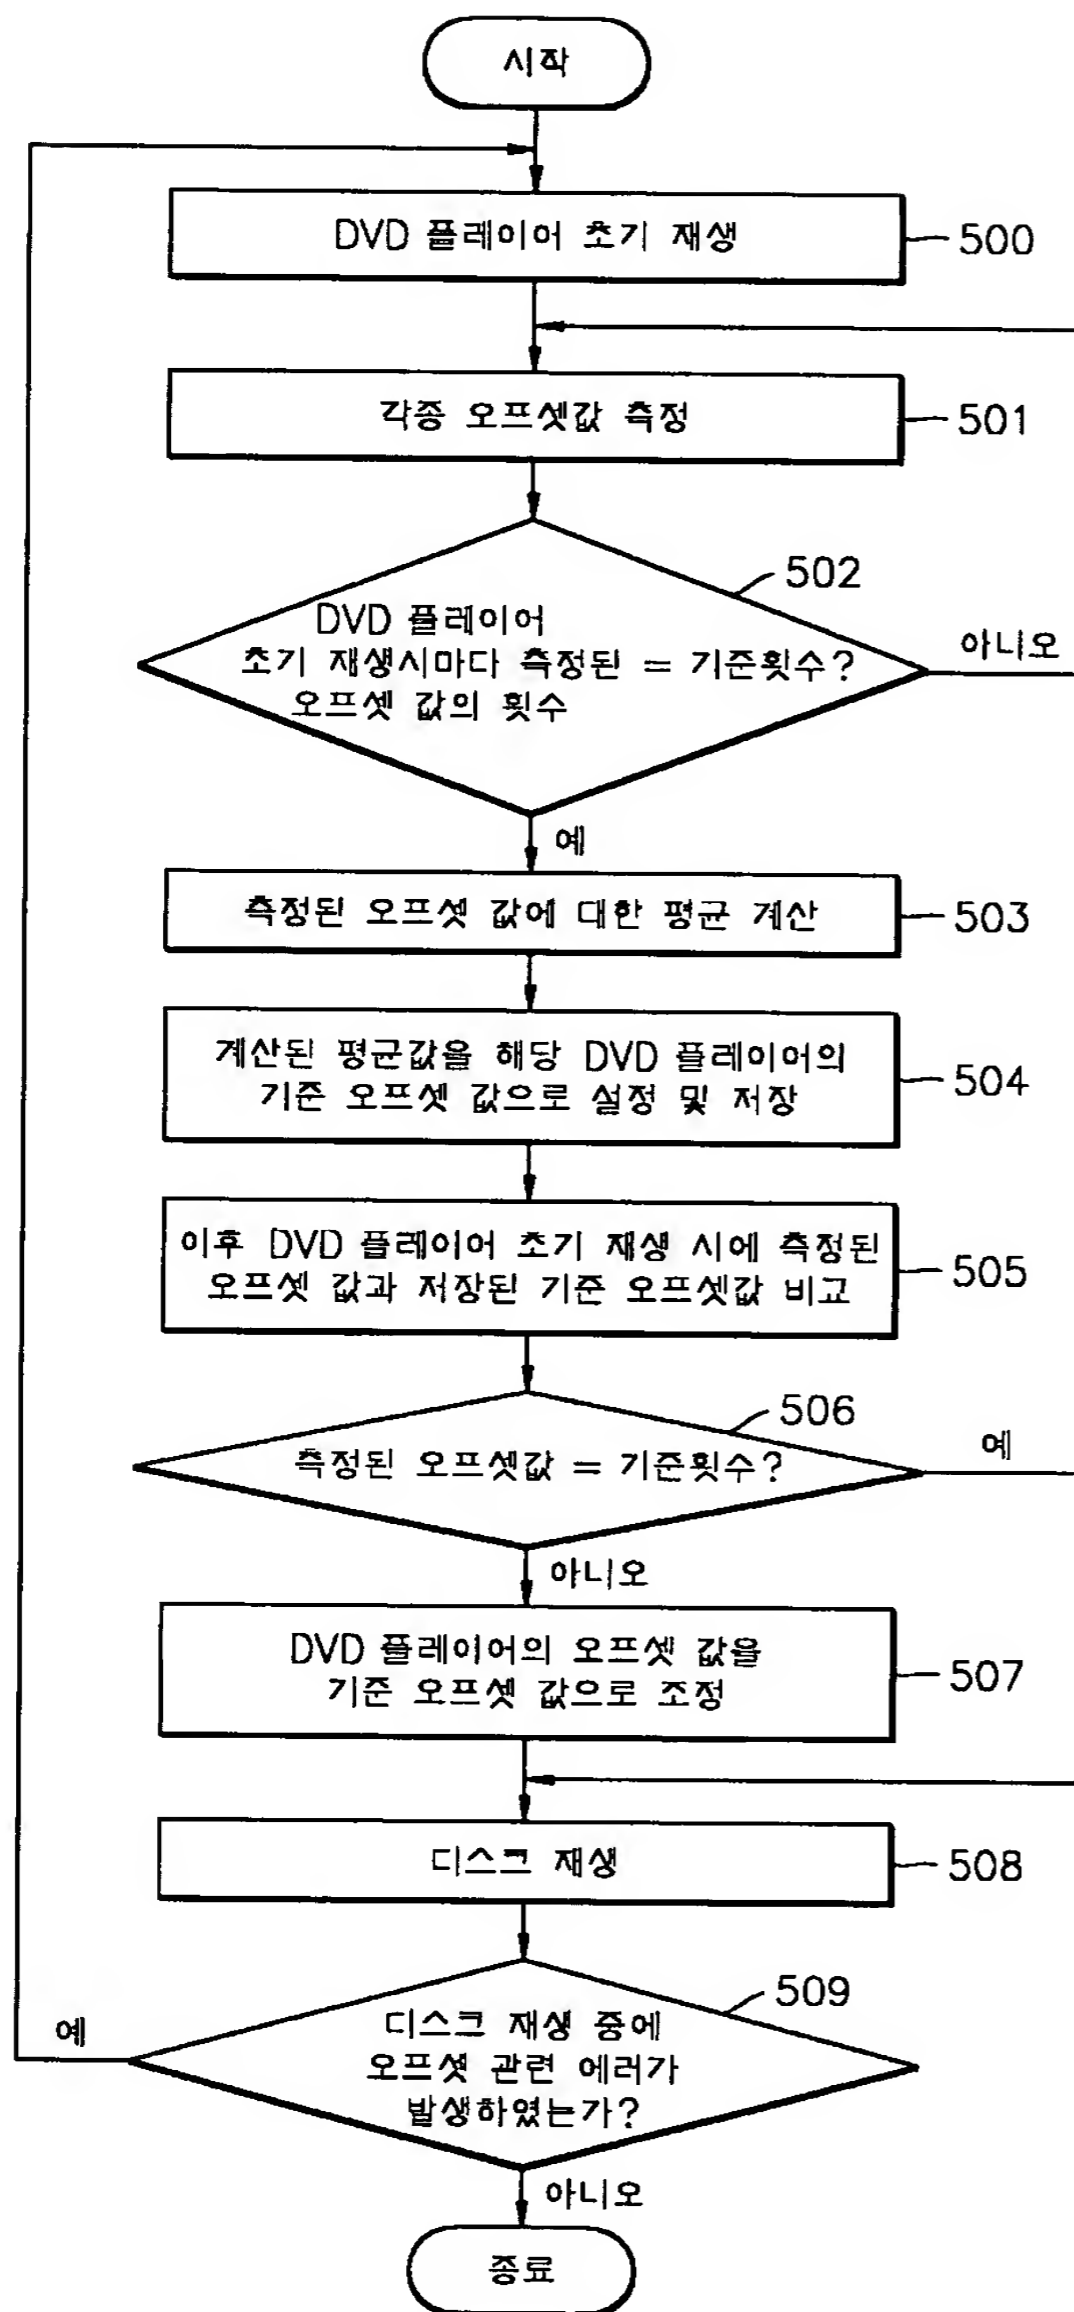 시작
DVD 플레이어 초기 재생
500
각종 오프셋값 측정
501
502
DVD 플레이어
초기 재생시마다 측정된 = 기준횟수?
오프셋 값의 횟수
아니오
예
측정된 오프셋 값에 대한 평균 계산
503
계산된 평균값을 해당 DVD 플레이어의
기준 오프셋 값으로 설정 및 저장
504
이후 DVD 플레이어 초기 재생 시에 측정된
오프셋 값과 저장된 기준 오프셋값 비교
505
506
측정된 오프셋값 = 기준횟수?
예
아니오
DVD 플레이어의 오프셋 값을
기준 오프셋 값으로 조정
507
디스크 재생
508
509
디스크 재생 중에
오프셋 관련 에러가
발생하였는가?
예
아니오
종료